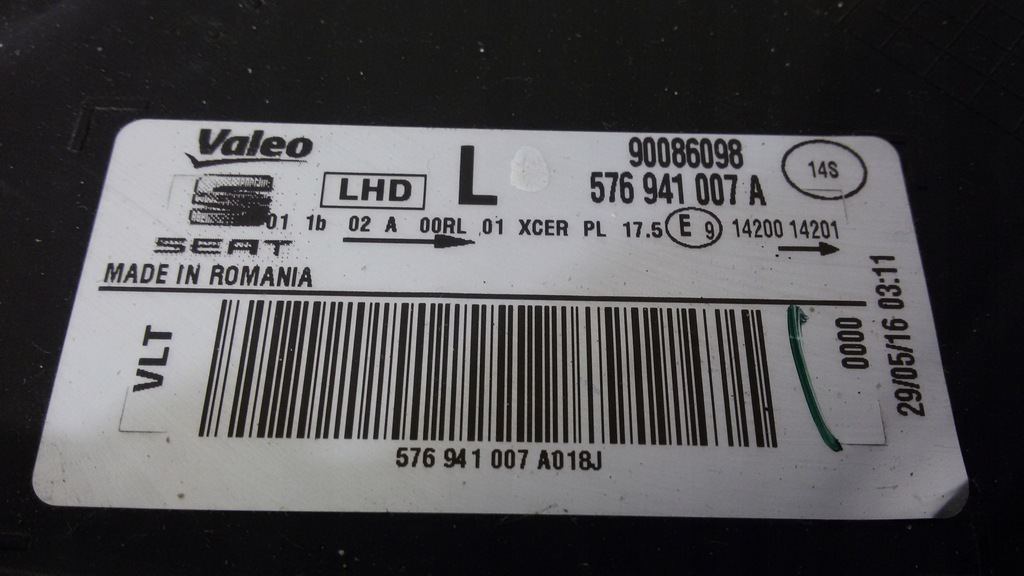 Valeo
SEAT
LHD
L
90086098
576 941 007 A
14S
01 1b 02 A 00RL 01 XCER PL 17.5 E 9 14200 14201
MADE IN ROMANIA
VLT
576 941 007 A018J
0000
29/05/16 03:11